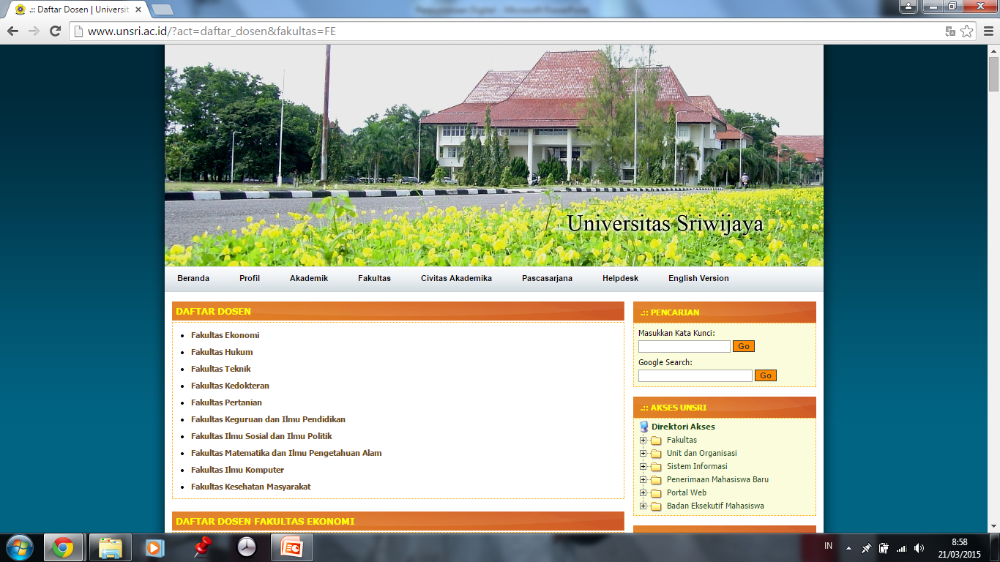 .:: Daftar Dosen | Universit
www.unsri.ac.id/?act=daftar_dosen&fakultas=FE
Universitas Sriwijaya
Beranda Profil Akademik Fakultas Civitas Akademika Pascasarjana Helpdesk English Version
DAFTAR DOSEN
Fakultas Ekonomi
Fakultas Hukum
Fakultas Teknik
Fakultas Kedokteran
Fakultas Pertanian
Fakultas Keguruan dan Ilmu Pendidikan
Fakultas Ilmu Sosial dan Ilmu Politik
Fakultas Matematika dan Ilmu Pengetahuan Alam
Fakultas Ilmu Komputer
Fakultas Kesehatan Masyarakat
DAFTAR DOSEN FAKULTAS EKONOMI
.:: PENCARIAN
Masukkan Kata Kunci:
Go
Google Search:
Go
.:: AKSES UNSRI
Direktori Akses
Fakultas
Unit dan Organisasi
Sistem Informasi
Penerimaan Mahasiswa Baru
Portal Web
Badan Eksekutif Mahasiswa
IN
8:58
21/03/2015